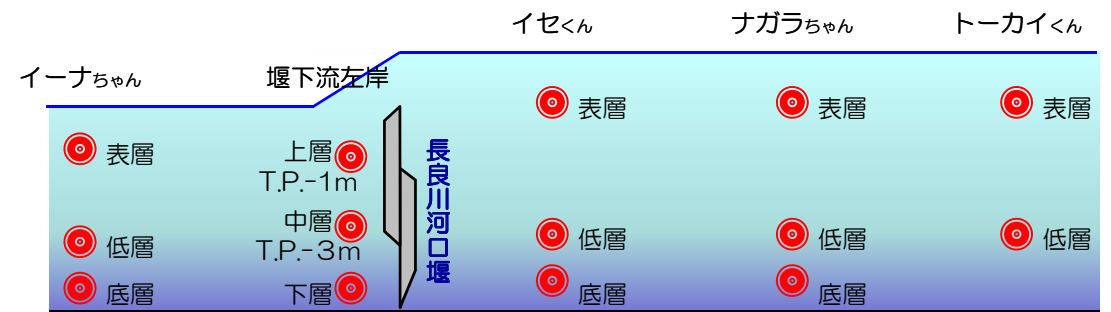 イセくん
ナガラちゃん
トーカイくん
イーナちゃん
堰下流左岸
表層
上層
T.P.-1m
中層
T.P.-3m
下層
低層
底層
長良川河口堰
表層
低層
底層
表層
低層
底層
表層
低層